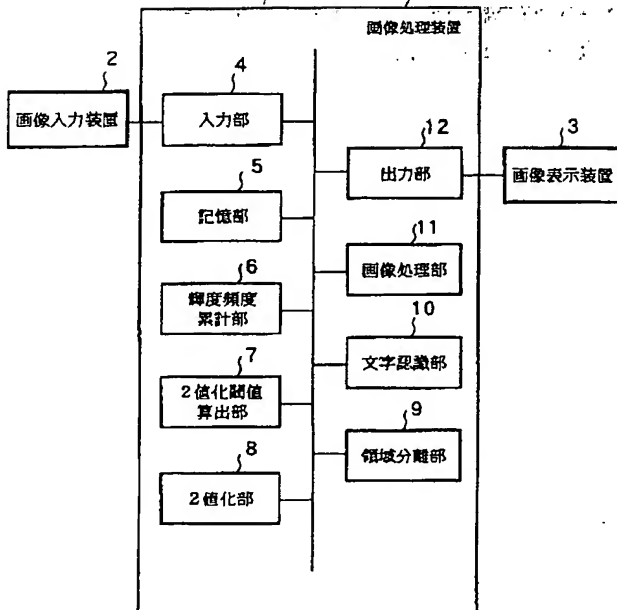 画像処理装置
2
画像入力装置
4
入力部
12
出力部
3
画像表示装置
5
記憶部
11
画像処理部
6
輝度頻度
累計部
10
文字認識部
7
2値化閾値
算出部
9
領域分離部
8
2値化部